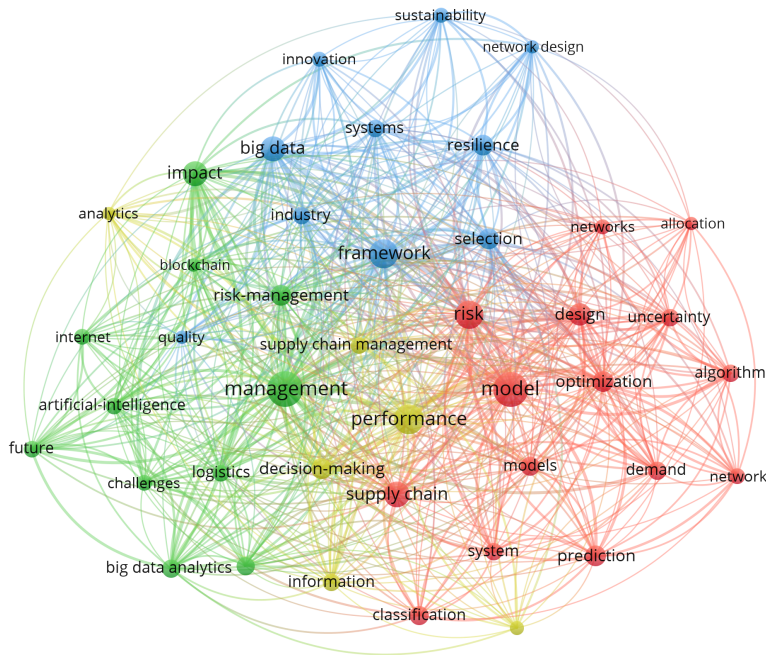 sustainability
network design
innovation
systems
big data
resilience
impact
analytics
industry
networks
allocation
selection
framework
blockchain
risk-management
risk
design
uncertainty
internet
quality
supply chain management
algorithm
optimization
management
model
artificial-intelligence
performance
future
logistics
decision-making
models
demand
network
challenges
supply chain
system
prediction
big data analytics
information
classification